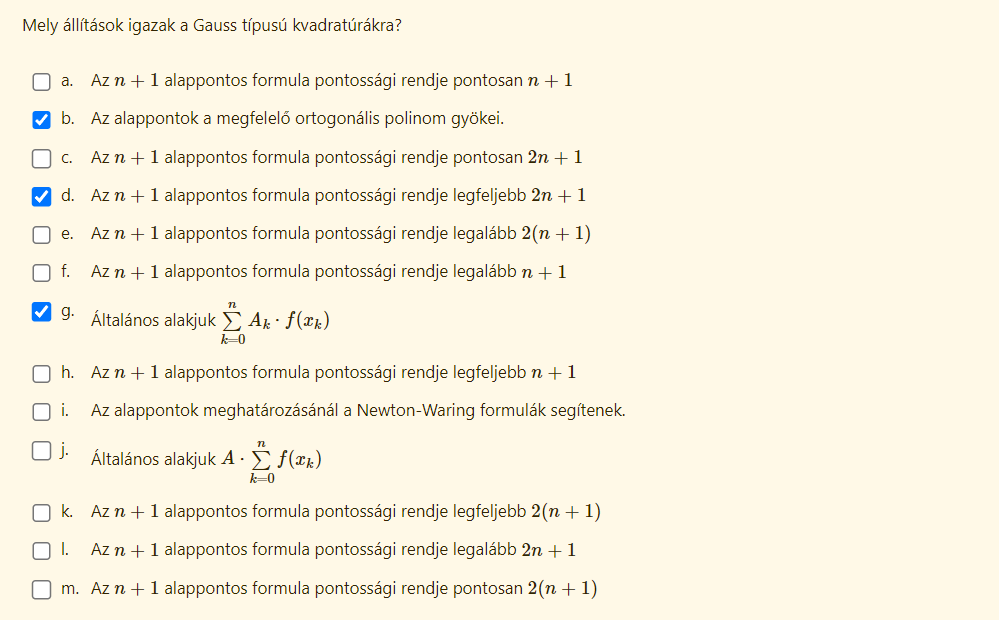 Mely állítások igazak a Gauss típusú kvadratúrákra?
a. Az n + 1 alappontos formula pontossági rendje pontosan n + 1
b. Az alappontok a megfelelő ortogonális polinom gyökei.
c. Az n + 1 alappontos formula pontossági rendje pontosan 2n + 1
d. Az n + 1 alappontos formula pontossági rendje legfeljebb 2n + 1
e. Az n + 1 alappontos formula pontossági rendje legalább 2(n + 1)
f. Az n + 1 alappontos formula pontossági rendje legalább n + 1
g. Általános alakjuk \sum_{k=0}^{n} A_k · f(x_k)
h. Az n + 1 alappontos formula pontossági rendje legfeljebb n + 1
i. Az alappontok meghatározásánál a Newton-Waring formulák segítenek.
j. Általános alakjuk A · \sum_{k=0}^{n} f(x_k)
k. Az n + 1 alappontos formula pontossági rendje legfeljebb 2(n + 1)
l. Az n + 1 alappontos formula pontossági rendje legalább 2n + 1
m. Az n + 1 alappontos formula pontossági rendje pontosan 2(n + 1)